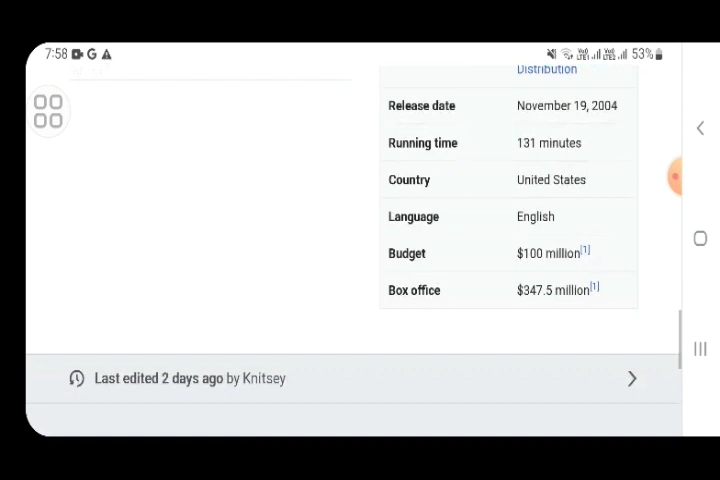 7:58 G 53%
Distribution
Release date November 19, 2004
Running time 131 minutes
Country United States
Language English
Budget $100 million[1]
Box office $347.5 million[1]
Last edited 2 days ago by Knitsey